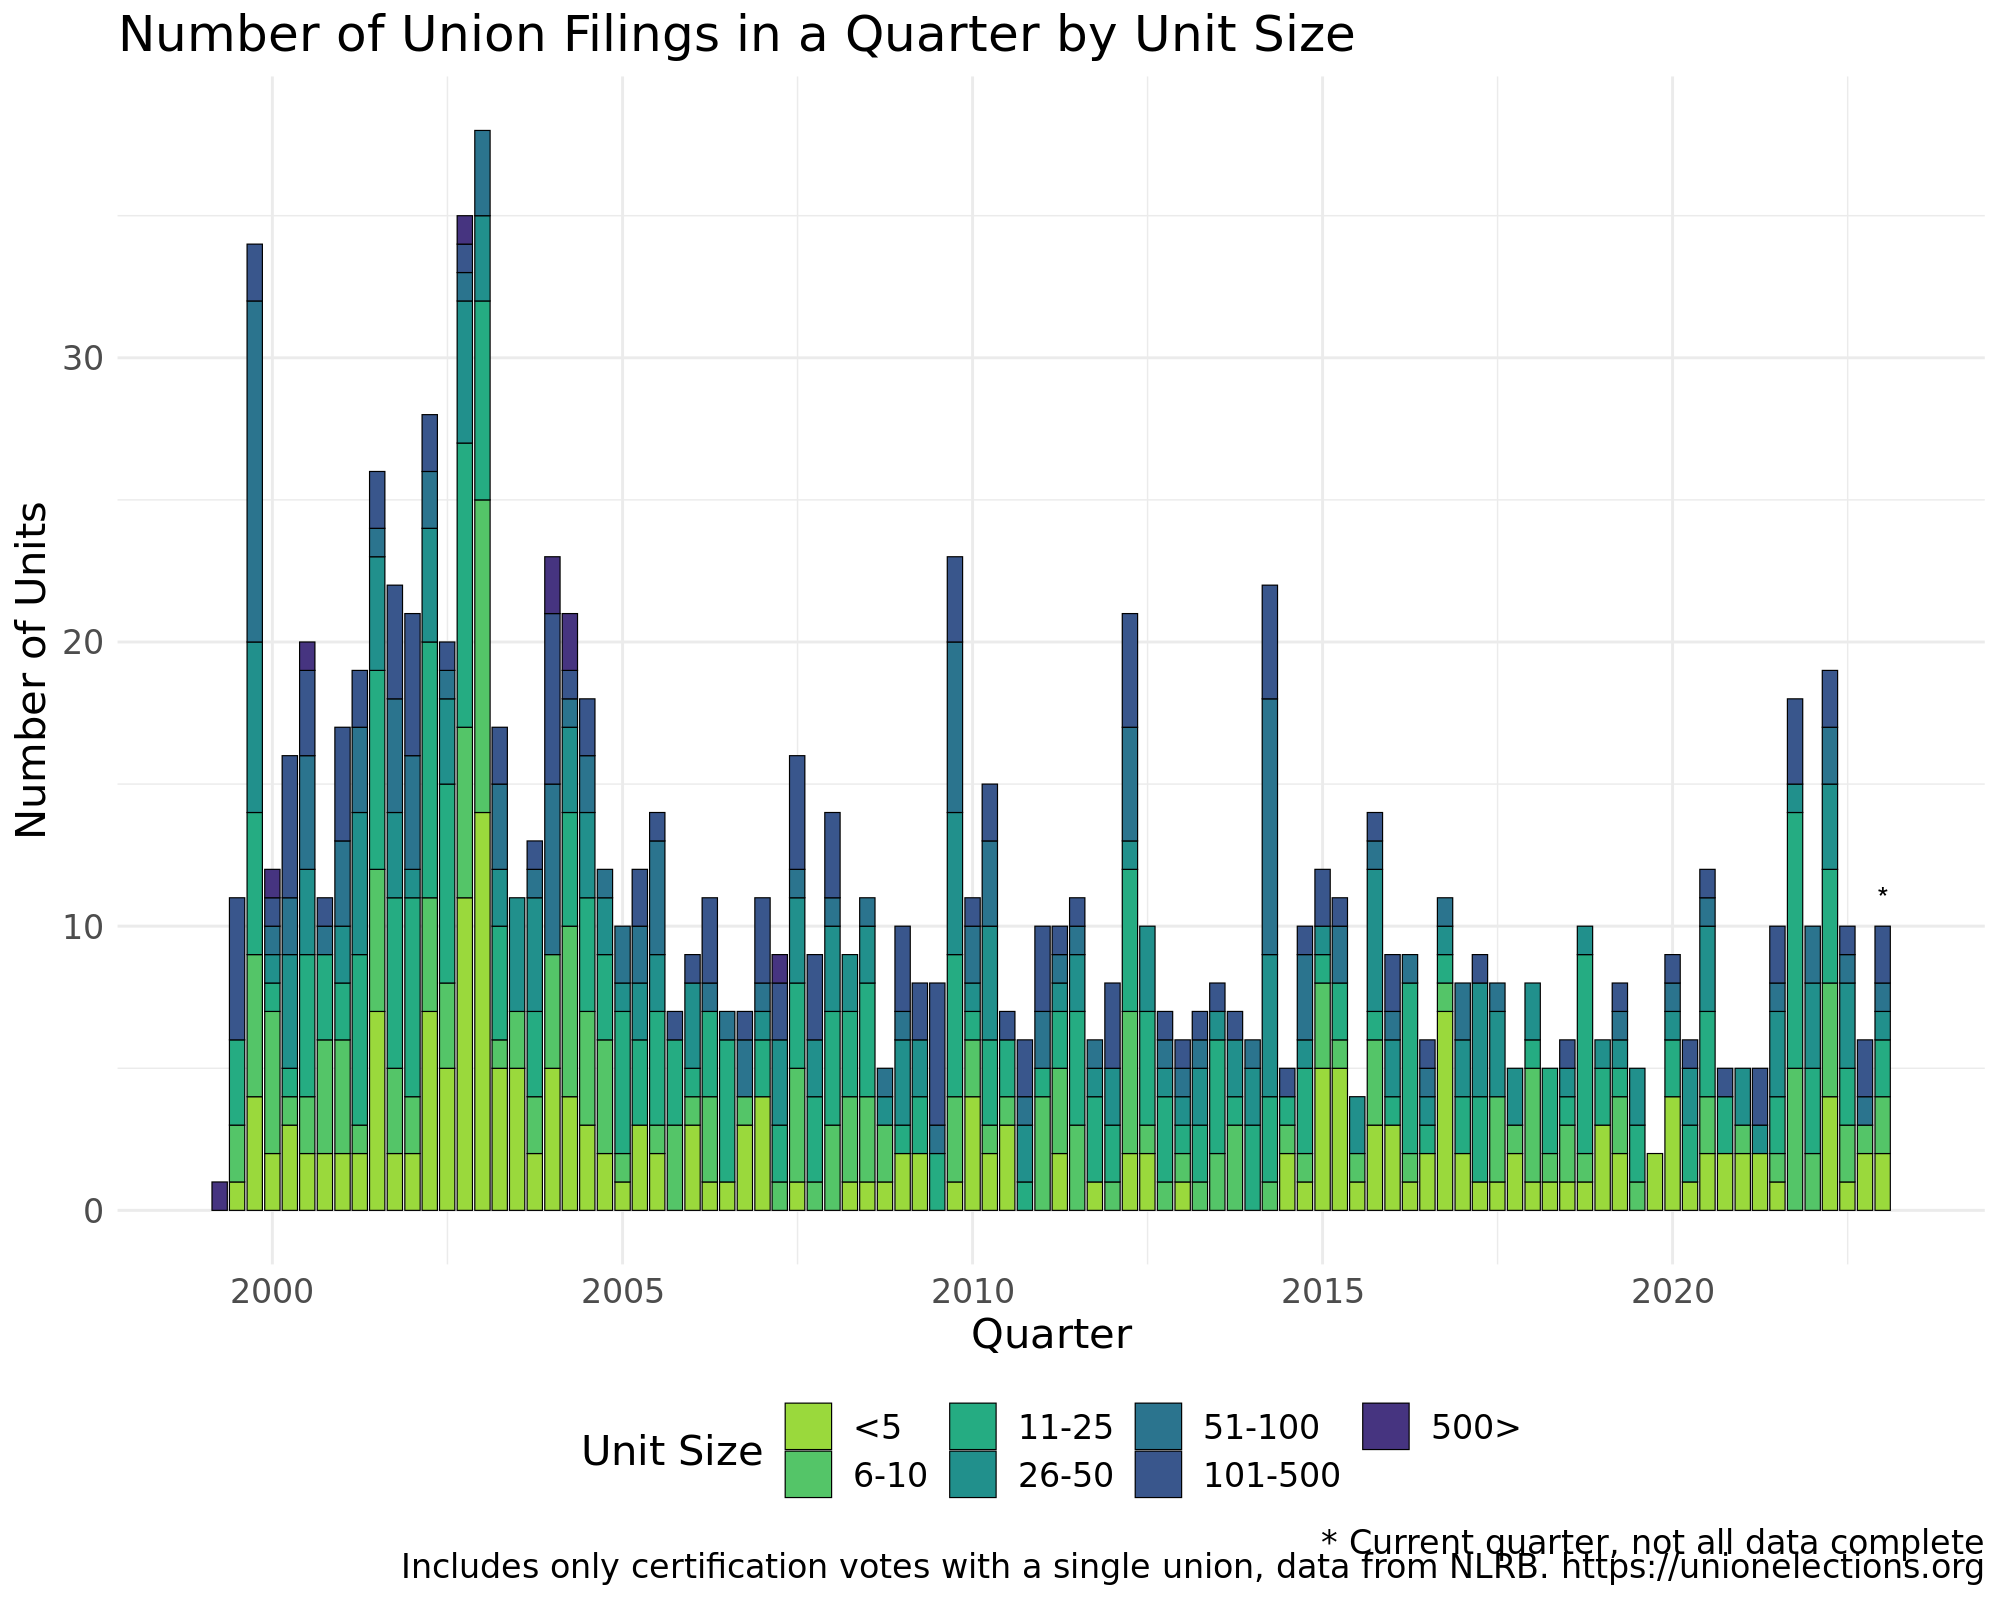 Number of Union Filings in a Quarter by Unit Size
Number of Units
30
20
10
0
*
2000 2005 2010 2015 2020
Quarter
Unit Size
<5 11-25 51-100 500>
6-10 26-50 101-500
* Current quarter, not all data complete
Includes only certification votes with a single union, data from NLRB. https://unionelections.org